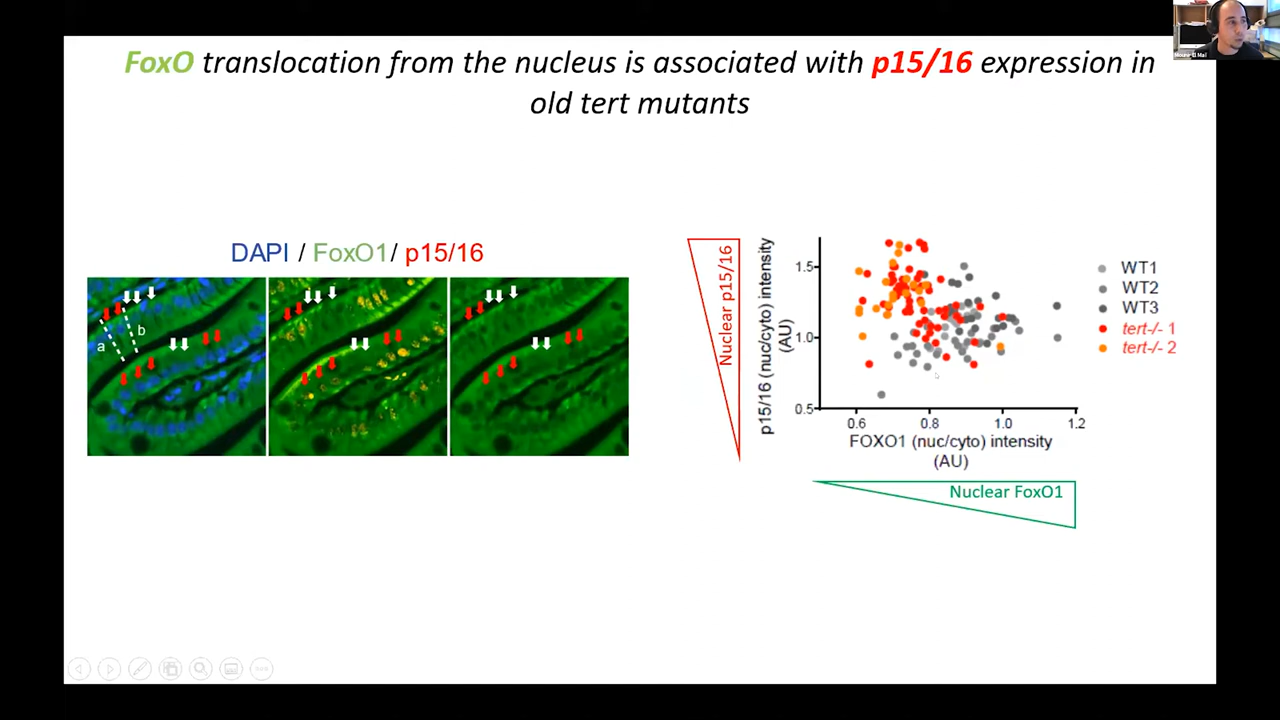 FoxO translocation from the nucleus is associated with p15/16 expression in
old tert mutants
DAPI / FoxO1/ p15/16
a
b
Nuclear p15/16
p15/16 (nuc/cyto) intensity
(AU)
1.5
1.0
0.5
0.6
0.8
1.0
1.2
FOXO1 (nuc/cyto) intensity
(AU)
Nuclear FoxO1
WT1
WT2
WT3
tert-/- 1
tert-/- 2